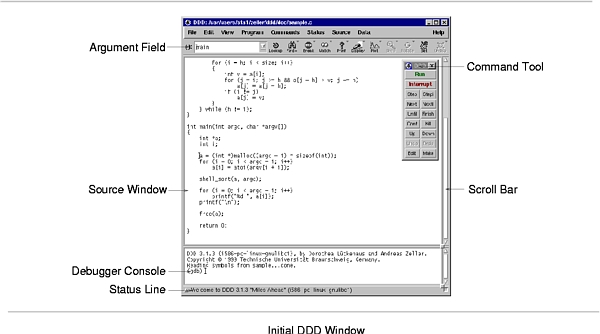 DDD: /usr/users/sta1/zeller/ddd/doc/sample.c
File Edit View Program Commands Status Source Data Help
Argument Field
(): main
Lookup Find>> Break Watch Print Display Plot Set
Command Tool
Run
Interrupt
Step Stepi
Next Nexti
Until Finish
Cont Kill
Up Down
Undo Redo
Edit Make
for (i = h; i < size; i++)
{
int v = a[i];
for (j = i; j >= h && a[j - h] > v; j -= h)
a[j] = a[j - h];
if (i != j)
a[j] = v;
}
} while (h != 1);
}
int main(int argc, char *argv[])
{
int *a;
int i;
a = (int *)malloc((argc - 1) * sizeof(int));
for (i = 0; i < argc - 1; i++)
a[i] = atoi(argv[i + 1]);
shell_sort(a, argc);
Source Window
Scroll Bar
for (i = 0; i < argc - 1; i++)
printf("%d ", a[i]);
printf("\n");
free(a);
return 0;
}
DDD 3.1.3 (i586-pc-linux-gnulibc1), by Dorothea Lütkehaus and Andreas Zeller.
Copyright © 1999 Technische Universität Braunschweig, Germany.
Reading symbols from sample...done.
Debugger Console
(gdb)
Status Line
Welcome to DDD 3.1.3 "Miles Ahead" (i586-pc-linux-gnulibc1)
Initial DDD Window